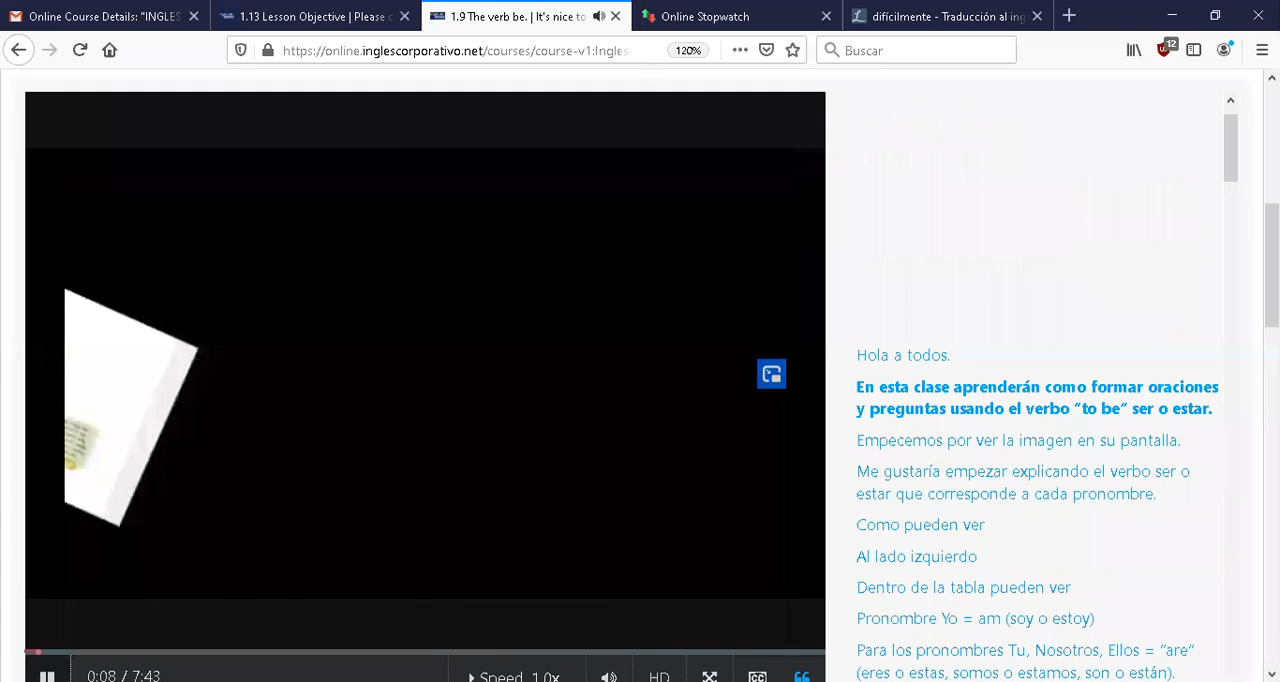 Online Course Details: "INGLES
1.13 Lesson Objective | Please c
1.9 The verb be. | It's nice to
Online Stopwatch
difícilmente - Traducción al ing
https://online.inglescorporativo.net/courses/course-v1:Ingles
120%
Buscar
12
Hola a todos.
En esta clase aprenderán como formar oraciones
y preguntas usando el verbo “to be” ser o estar.
Empecemos por ver la imagen en su pantalla.
Me gustaría empezar explicando el verbo ser o
estar que corresponde a cada pronombre.
Como pueden ver
Al lado izquierdo
Dentro de la tabla pueden ver
Pronombre Yo = am (soy o estoy)
Para los pronombres Tu, Nosotros, Ellos = “are”
(eres o estas, somos o estamos, son o están).
0:08 / 7:43
Speed 1.0x
HD
CC